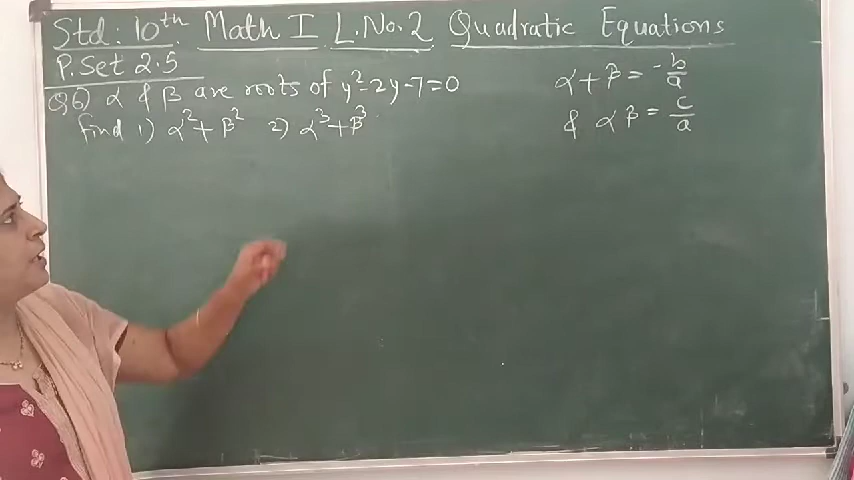 Std: 10th Math I L.No.2 Quadratic Equations
P.Set 2.5
Q.6) α & β are roots of y²-2y-7=0
find 1) α²+β² 2) α³+β³
α+β = -b/a
& αβ = c/a